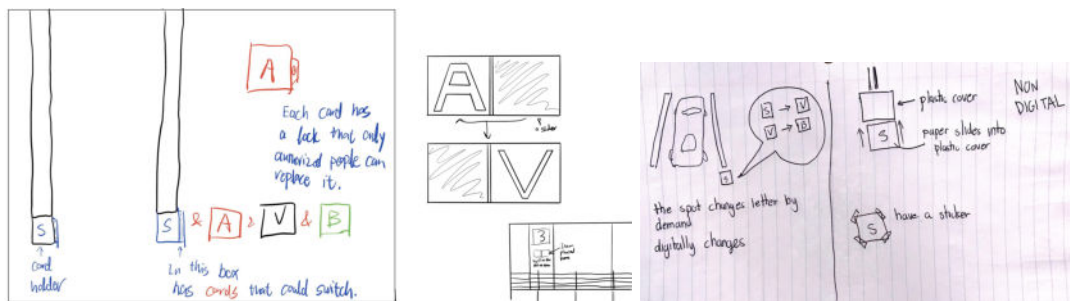 A
Each card has
a lock that only
authorized people can
replace it.
S
S & A & V & B
card
holder
In this box
has cards that could switch.
A
V
3
S → V
V → B
1
the spot changes letter by
demand
digitally changes
plastic cover
S
paper slides into
plastic cover
NON
DIGITAL
S
have a sticker